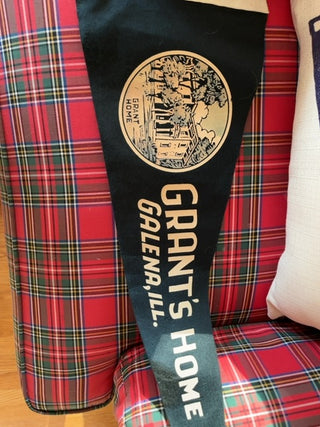 GRANT
HOME
GRANT'S HOME
GALENA, ILL.